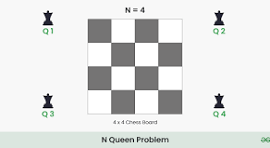 N = 4
Q 1
Q 2
Q 3
Q 4
4 x 4 Chess Board
N Queen Problem